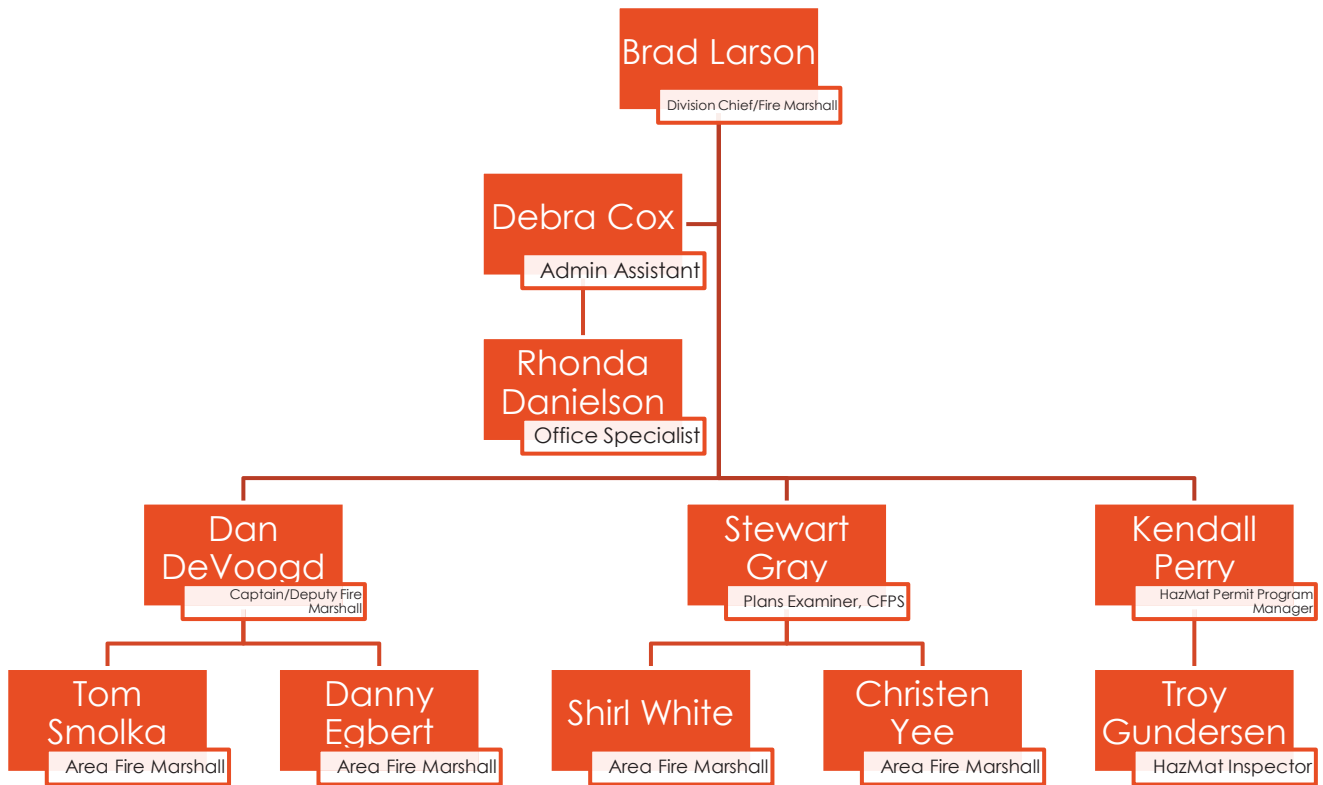 Brad Larson
Division Chief/Fire Marshall
Debra Cox
Admin Assistant
Rhonda
Danielson
Office Specialist
Dan
DeVoogd
Captain/Deputy Fire
Marshall
Stewart
Gray
Plans Examiner, CFPS
Kendall
Perry
HazMat Permit Program
Manager
Tom
Smolka
Area Fire Marshall
Danny
Egbert
Area Fire Marshall
Shirl White
Area Fire Marshall
Christen
Yee
Area Fire Marshall
Troy
Gundersen
HazMat Inspector